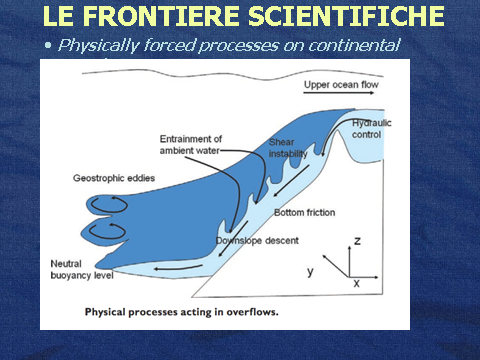 LE FRONTIERE SCIENTIFICHE
• Physically forced processes on continental
Upper ocean flow
Hydraulic
control
Entrainment of
ambient water
Shear
instability
Geostrophic eddies
Bottom friction
Downslope descent
Neutral
buoyancy level
z
y
x
Physical processes acting in overflows.